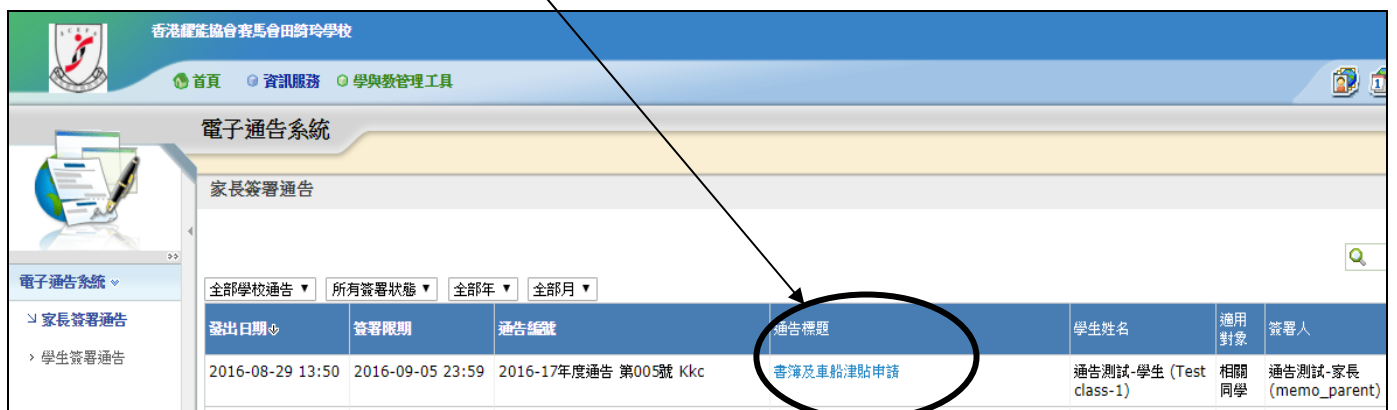 香港耀能協會賽馬會田綺玲學校
首頁 資訊服務 學與教管理工具
電子通告系統
家長簽署通告
電子通告系統
全部學校通告 所有簽署狀態 全部年 全部月
家長簽署通告
發出日期 簽署限期 通告編號 通告標題 學生姓名 適用對象 簽署人
學生簽署通告
2016-08-29 13:50 2016-09-05 23:59 2016-17年度通告 第005號 Kkc 書簿及車船津貼申請 通告測試-學生 (Test class-1) 相關同學 通告測試-家長 (memo_parent)